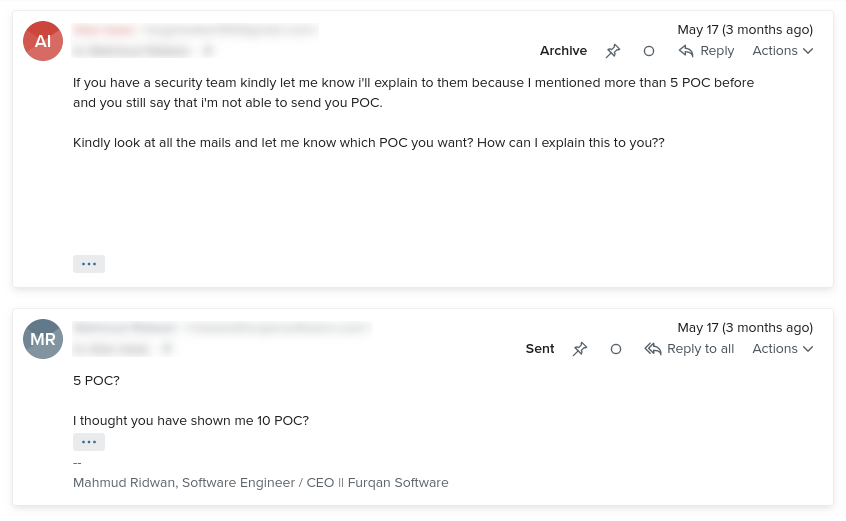 AI
May 17 (3 months ago)
Archive Reply Actions
If you have a security team kindly let me know i'll explain to them because I mentioned more than 5 POC before
and you still say that i'm not able to send you POC.
Kindly look at all the mails and let me know which POC you want? How can I explain this to you??
•••
MR
May 17 (3 months ago)
Sent Reply to all Actions
5 POC?
I thought you have shown me 10 POC?
•••
--
Mahmud Ridwan, Software Engineer / CEO || Furqan Software